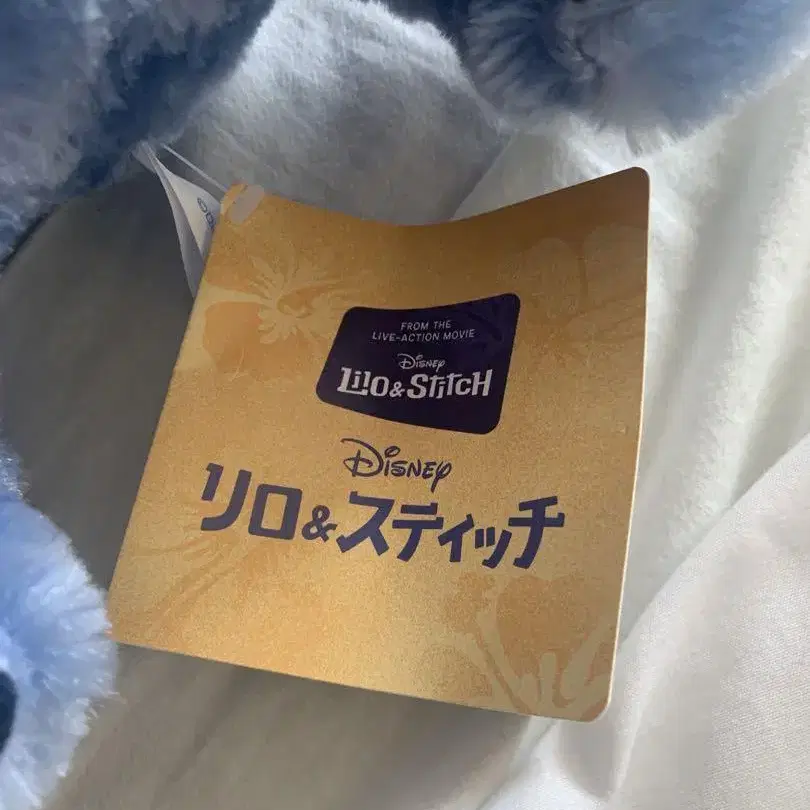 FROM THE
LIVE-ACTION MOVIE
Disney
Lilo & Stitch
Disney
リロ&スティッチ